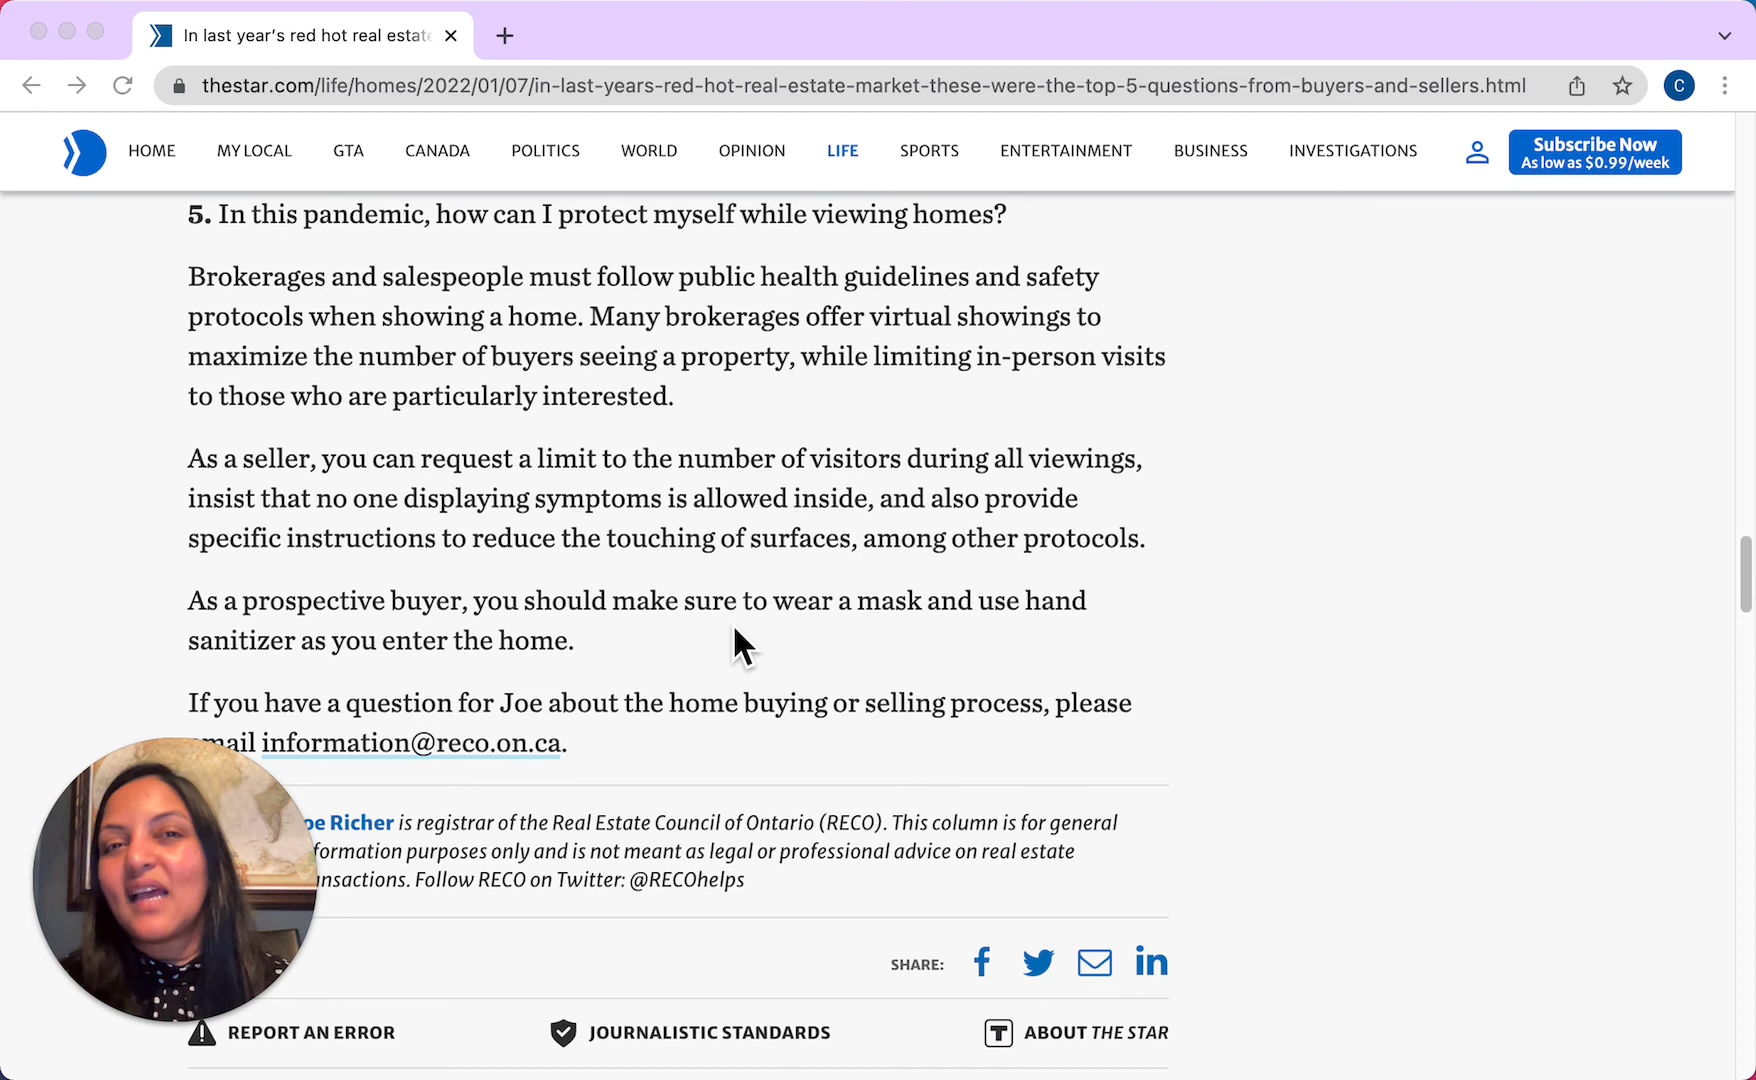 In last year's red hot real estate
thestar.com/life/homes/2022/01/07/in-last-years-red-hot-real-estate-market-these-were-the-top-5-questions-from-buyers-and-sellers.html
C
HOME MY LOCAL GTA CANADA POLITICS WORLD OPINION LIFE SPORTS ENTERTAINMENT BUSINESS INVESTIGATIONS
Subscribe Now
As low as $0.99/week
5. In this pandemic, how can I protect myself while viewing homes?
Brokerages and salespeople must follow public health guidelines and safety
protocols when showing a home. Many brokerages offer virtual showings to
maximize the number of buyers seeing a property, while limiting in-person visits
to those who are particularly interested.
As a seller, you can request a limit to the number of visitors during all viewings,
insist that no one displaying symptoms is allowed inside, and also provide
specific instructions to reduce the touching of surfaces, among other protocols.
As a prospective buyer, you should make sure to wear a mask and use hand
sanitizer as you enter the home.
If you have a question for Joe about the home buying or selling process, please
mail information@reco.on.ca.
oe Richer is registrar of the Real Estate Council of Ontario (RECO). This column is for general
formation purposes only and is not meant as legal or professional advice on real estate
nsactions. Follow RECO on Twitter: @RECOhelps
SHARE:
REPORT AN ERROR JOURNALISTIC STANDARDS T ABOUT THE STAR